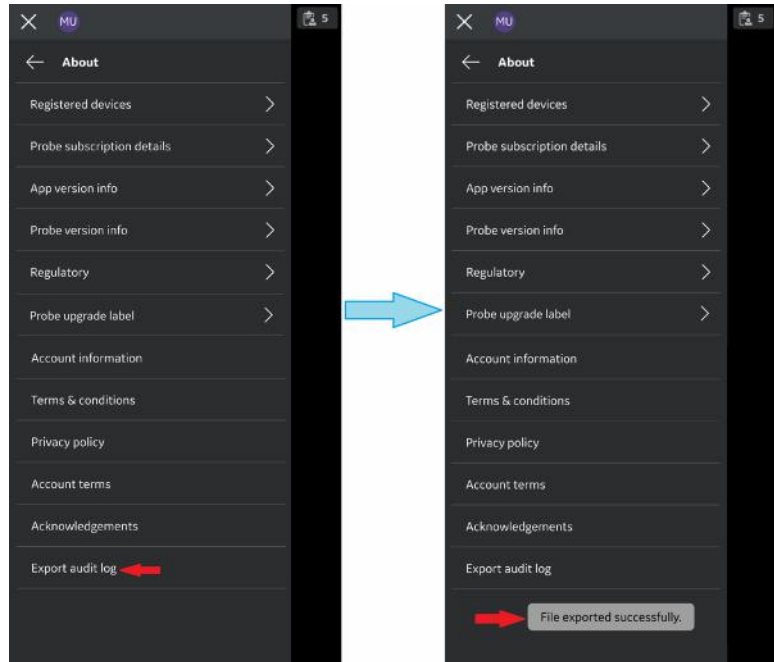 MU
5
About
Registered devices
Probe subscription details
App version info
Probe version info
Regulatory
Probe upgrade label
Account information
Terms & conditions
Privacy policy
Account terms
Acknowledgements
Export audit log
MU
5
About
Registered devices
Probe subscription details
App version info
Probe version info
Regulatory
Probe upgrade label
Account information
Terms & conditions
Privacy policy
Account terms
Acknowledgements
Export audit log
File exported successfully.